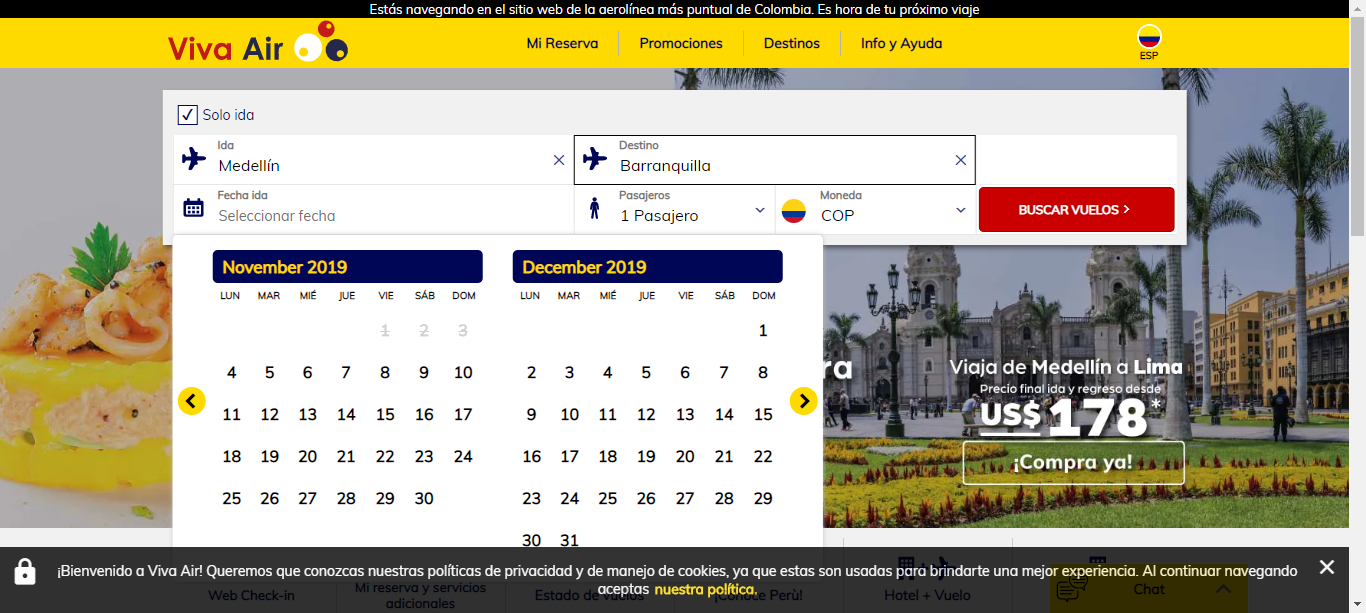 Estás navegando en el sitio web de la aerolínea más puntual de Colombia. Es hora de tu próximo viaje
Viva Air
Mi Reserva
Promociones
Destinos
Info y Ayuda
ESP
Solo ida
Ida
Medellín
Destino
Barranquilla
Fecha ida
Seleccionar fecha
Pasajeros
1 Pasajero
Moneda
COP
BUSCAR VUELOS
November 2019
LUN MAR MIÉ JUE VIE SÁB DOM
1 2 3
4 5 6 7 8 9 10
11 12 13 14 15 16 17
18 19 20 21 22 23 24
25 26 27 28 29 30
December 2019
LUN MAR MIÉ JUE VIE SÁB DOM
1
2 3 4 5 6 7 8
9 10 11 12 13 14 15
16 17 18 19 20 21 22
23 24 25 26 27 28 29
30 31
ra
Viaja de Medellín a Lima
Precio final ida y regreso desde
US$ 178*
¡Compra ya!
¡Bienvenido a Viva Air! Queremos que conozcas nuestras políticas de privacidad y de manejo de cookies, ya que estas son usadas para brindarte una mejor experiencia. Al continuar navegando
aceptas nuestra política.
Web Check-in
Mi reserva y servicios
adicionales
Estado de vuelos
¡Conoce Perù!
Hotel + Vuelo
Chat